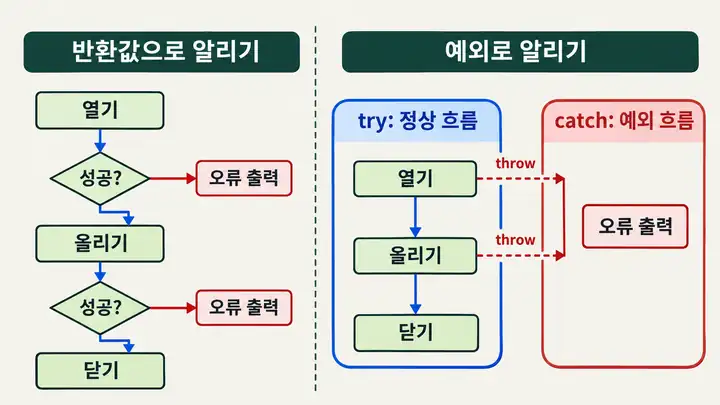 반환값으로 알리기
열기
성공?
오류 출력
올리기
성공?
오류 출력
닫기
예외로 알리기
try: 정상 흐름
열기
올리기
닫기
throw
throw
catch: 예외 흐름
오류 출력